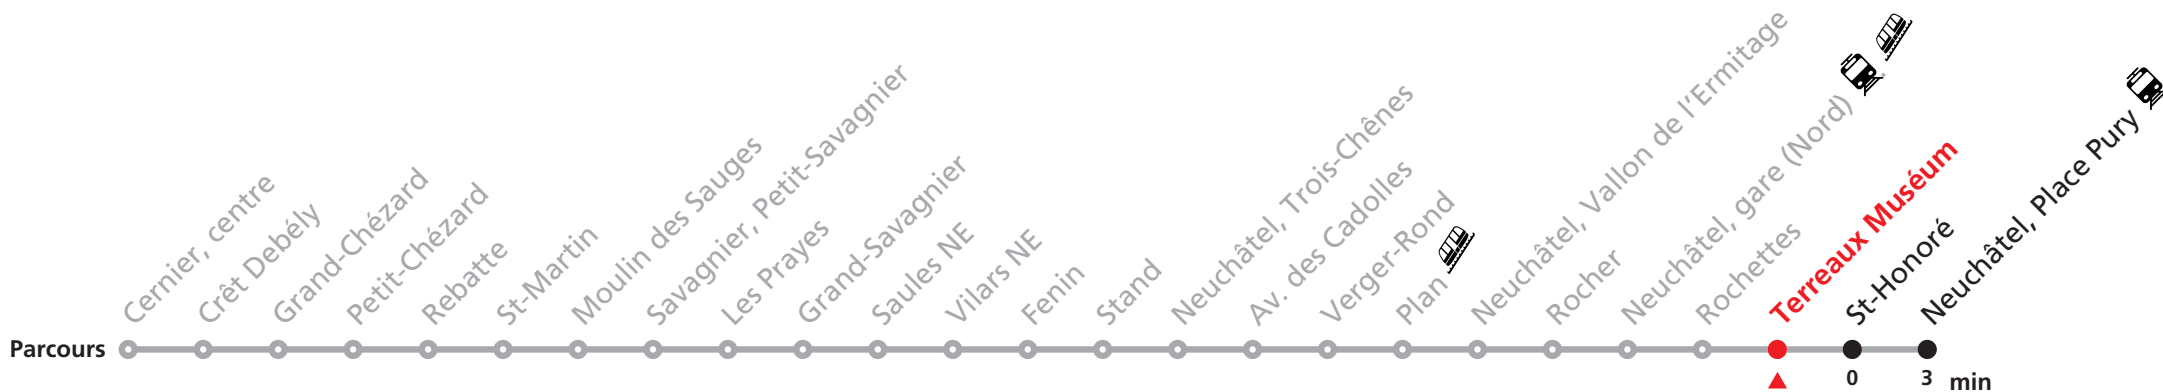 Cernier, centre
Crêt Debély
Grand-Chézard
Petit-Chézard
Rebatte
St-Martin
Moulin des Sauges
Savagnier, Petit-Savagnier
Les Prayes
Grand-Savagnier
Saules NE
Vilars NE
Fenin
Stand
Neuchâtel, Trois-Chênes
Av. des Cadolles
Verger-Rond
Plan
Neuchâtel, Vallon de l'Ermitage
Rocher
Neuchâtel, gare (Nord)
Rochettes
Terreaux Muséum
St-Honoré
Neuchâtel, Place Pury
Parcours
0 3 min